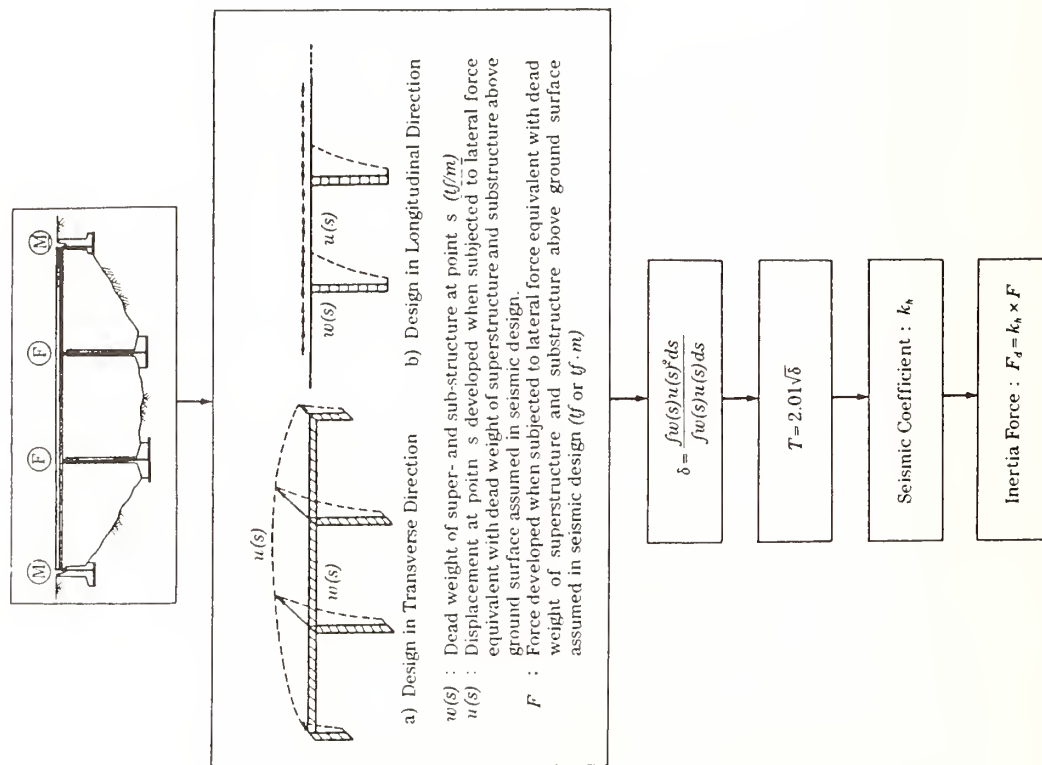 M F F M
u(s)
w(s)
w(s) u(s)
a) Design in Transverse Direction b) Design in Longitudinal Direction
w(s) : Dead weight of super- and sub-structure at point s (tf/m)
u(s) : Displacement at poitn s developed when subjected to lateral force
equivalent with dead weight of superstructure and substructure above
ground surface assumed in seismic design.
F : Force developed when subjected to lateral force equivalent with dead
weight of superstructure and substructure above ground surface
assumed in seismic design (tf or tf · m)
δ = ∫w(s)u(s)²ds / ∫w(s)u(s)ds
T = 2.01√δ
Seismic Coefficient : kₕ
Inertia Force : F_d = kₕ × F